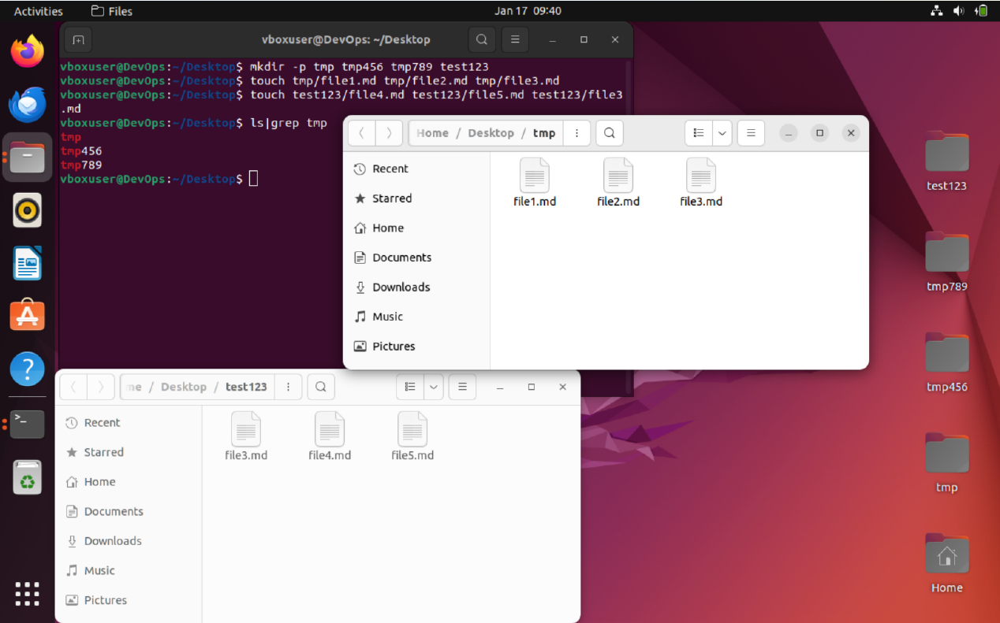 Activities Files Jan 17 09:40
vboxuser@DevOps: ~/Desktop
vboxuser@DevOps:~/Desktop$ mkdir -p tmp tmp456 tmp789 test123
vboxuser@DevOps:~/Desktop$ touch tmp/file1.md tmp/file2.md tmp/file3.md
vboxuser@DevOps:~/Desktop$ touch test123/file4.md test123/file5.md test123/file3
.md
vboxuser@DevOps:~/Desktop$ ls|grep tmp
tmp
tmp456
tmp789
vboxuser@DevOps:~/Desktop$
Home / Desktop / tmp
Recent
Starred
Home
Documents
Downloads
Music
Pictures
file1.md file2.md file3.md
me / Desktop / test123
Recent
Starred
Home
Documents
Downloads
Music
Pictures
file3.md file4.md file5.md
test123
tmp789
tmp456
tmp
Home